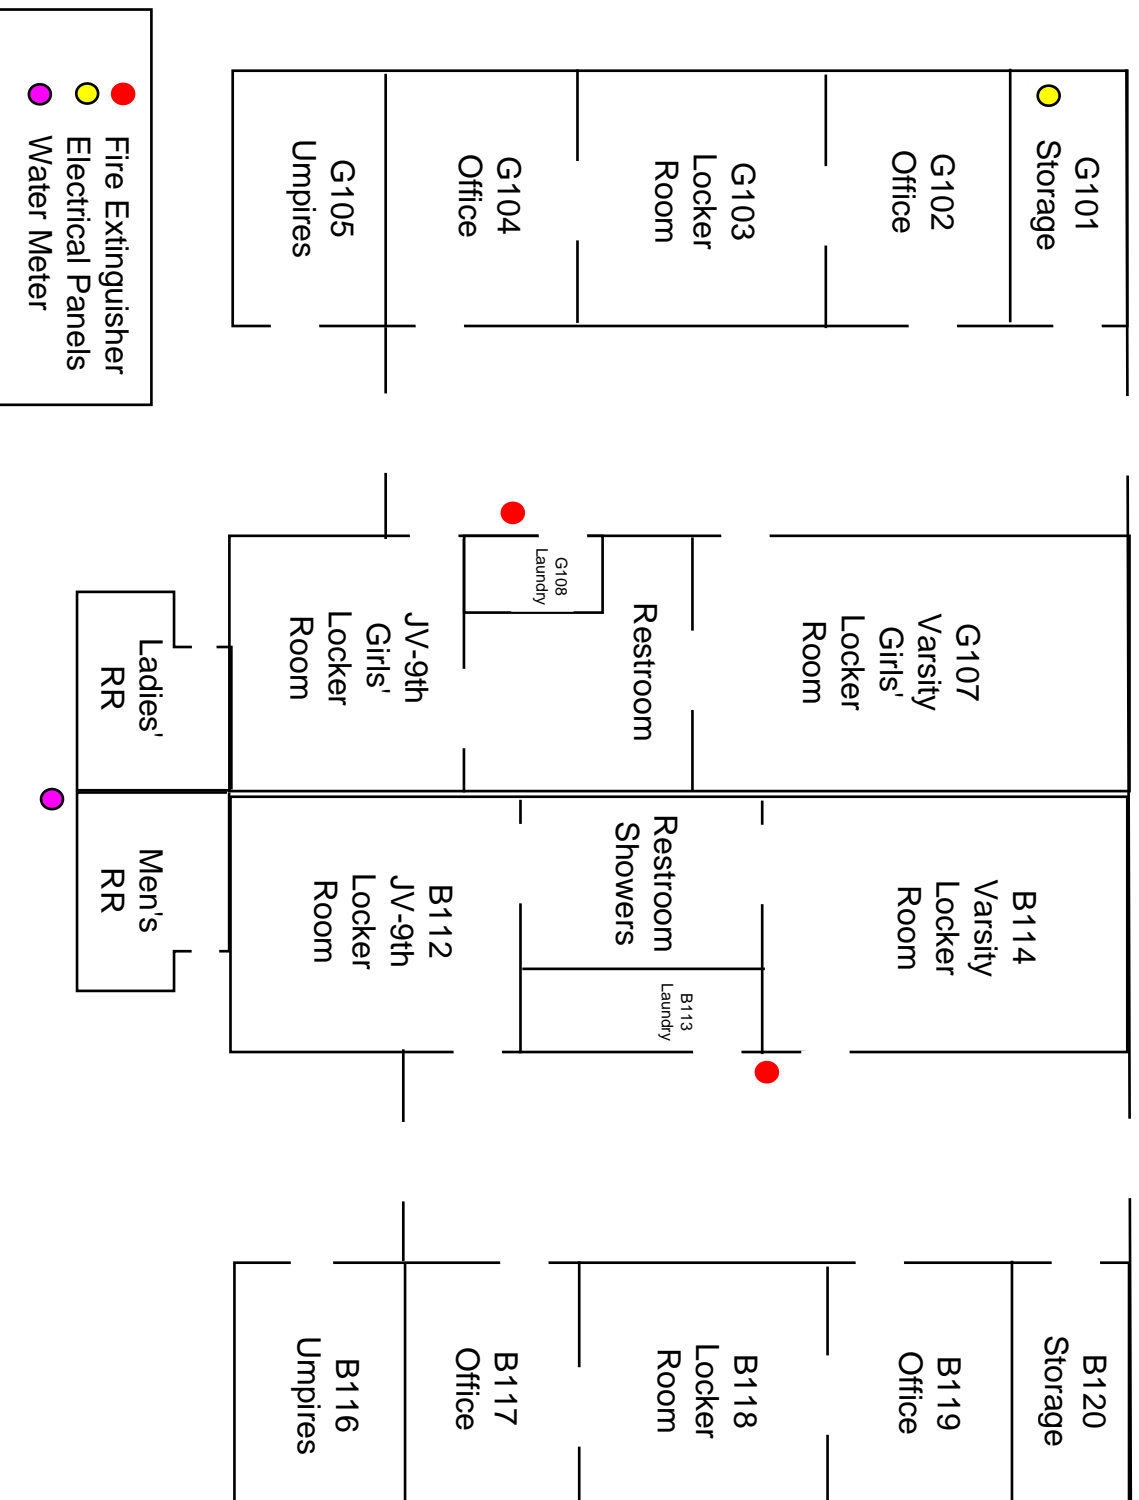 G101
Storage
G102
Office
G103
Locker
Room
G104
Office
G105
Umpires
Fire Extinguisher
Electrical Panels
Water Meter
G107
Varsity
Girls'
Locker
Room
Restroom
G108
Laundry
JV-9th
Girls'
Locker
Room
Ladies'
RR
B114
Varsity
Locker
Room
Restroom
Showers
B113
Laundry
B112
JV-9th
Locker
Room
Men's
RR
B120
Storage
B119
Office
B118
Locker
Room
B117
Office
B116
Umpires